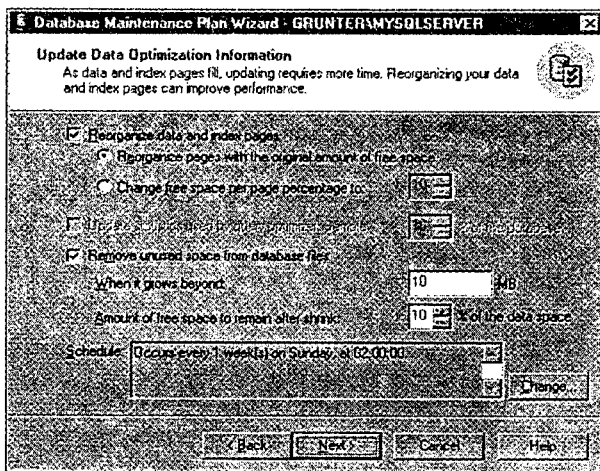 Database Maintenance Plan Wizard - GRUNTER\MYSQLSERVER
Update Data Optimization Information
As data and index pages fill, updating requires more time. Reorganizing your data
and index pages can improve performance.
Reorganize data and index pages
Reorganize pages with the original amount of free space
Change free space per page percentage to: 10
Remove unused space from database files
When it grows beyond: 10 MB
Amount of free space to remain after shrink: 10 % of the data space
Schedule: Occurs every 1 week(s) on Sunday, at 02:00:00.
Change...
< Back Next > Cancel Help